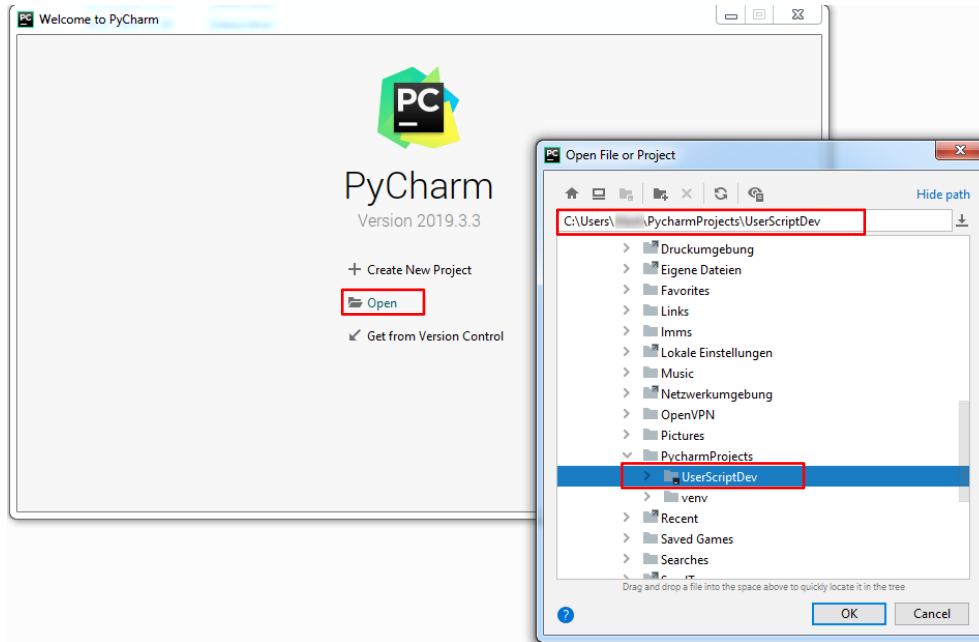 Welcome to PyCharm
PC
PyCharm
Version 2019.3.3
Create New Project
Open
Get from Version Control
PC Open File or Project
Hide path
C:\Users\ \PycharmProjects\UserScriptDev
Druckumgebung
Eigene Dateien
Favorites
Links
lmms
Lokale Einstellungen
Music
Netzwerkumgebung
OpenVPN
Pictures
PycharmProjects
UserScriptDev
venv
Recent
Saved Games
Searches
Drag and drop a file into the space above to quickly locate it in the tree
?
OK
Cancel